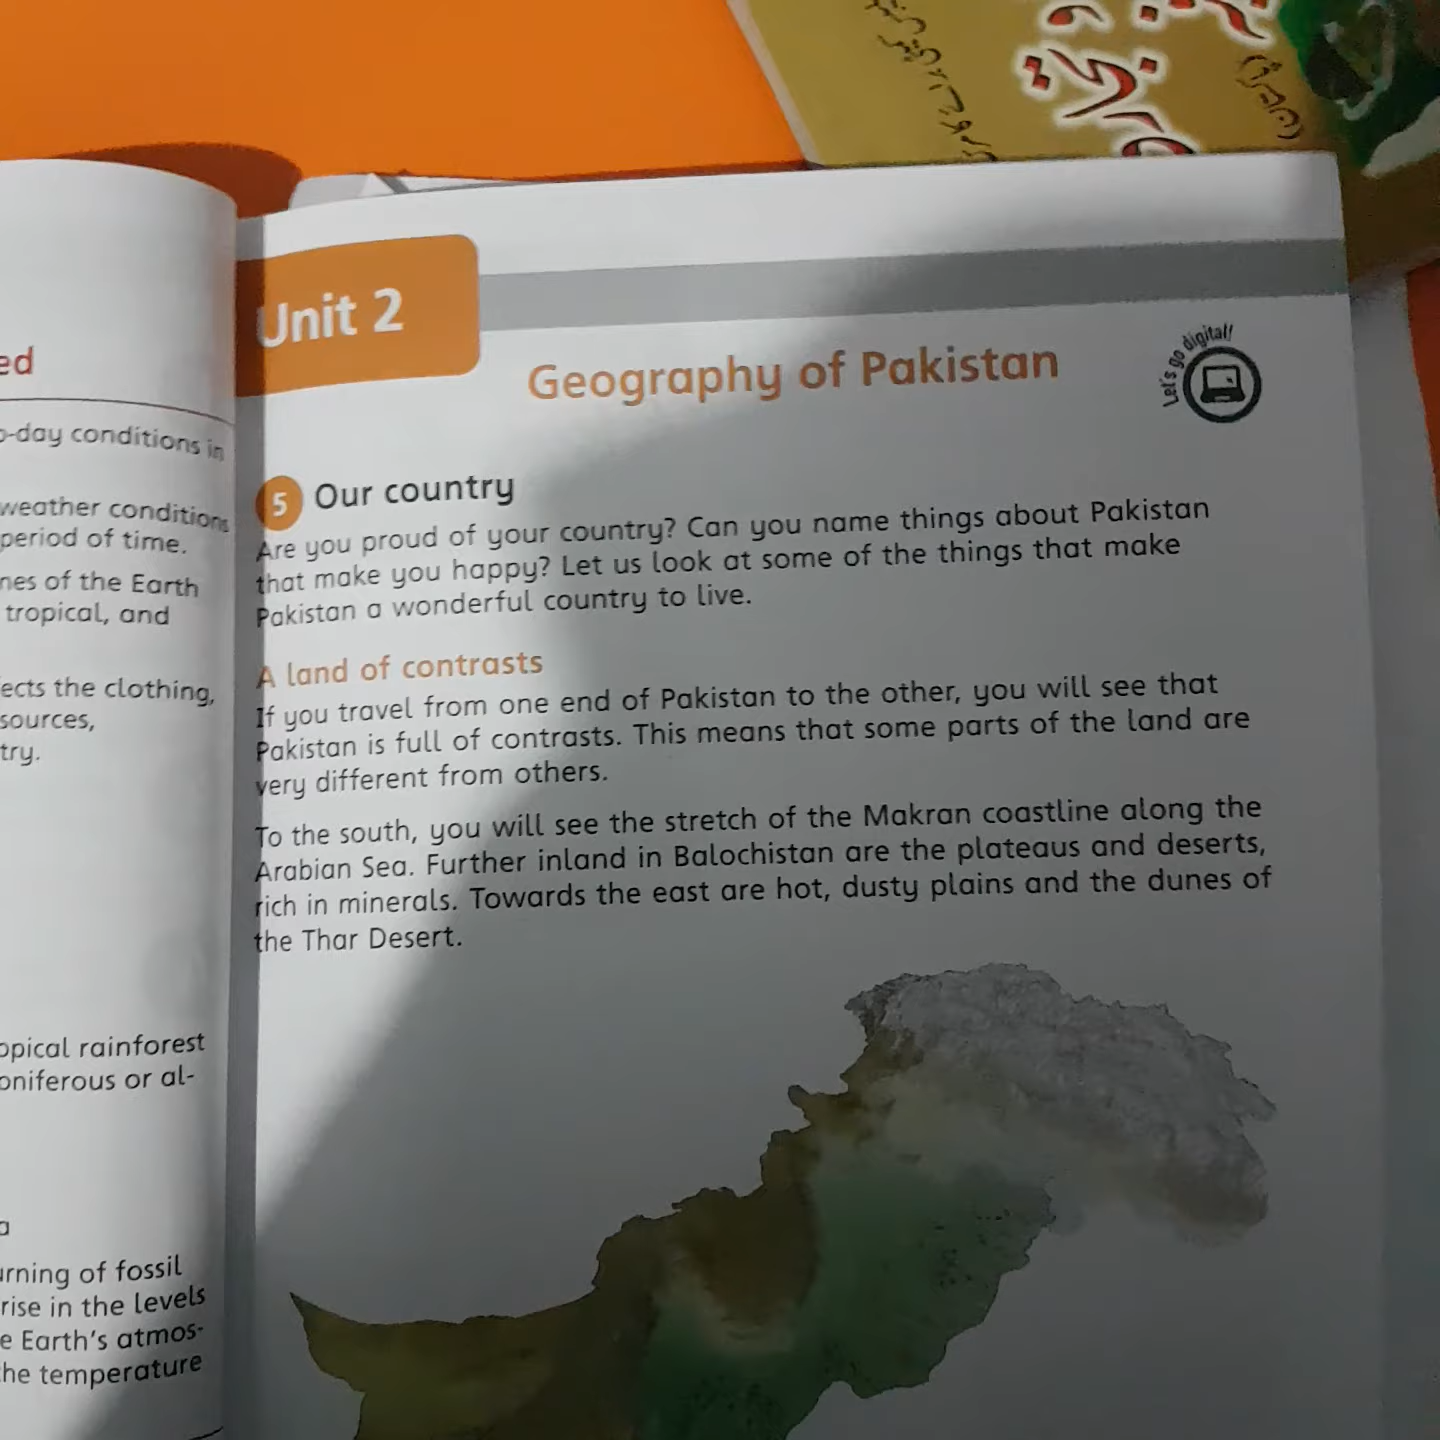 ed
o-day conditions in
weather conditions
period of time.
nes of the Earth
tropical, and
ects the clothing,
sources,
try.
opical rainforest
oniferous or al-
a
urning of fossil
rise in the levels
e Earth's atmos-
he temperature
Unit 2
Geography of Pakistan
Let's go digital!
5 Our country
Are you proud of your country? Can you name things about Pakistan
that make you happy? Let us look at some of the things that make
Pakistan a wonderful country to live.
A land of contrasts
If you travel from one end of Pakistan to the other, you will see that
Pakistan is full of contrasts. This means that some parts of the land are
very different from others.
To the south, you will see the stretch of the Makran coastline along the
Arabian Sea. Further inland in Balochistan are the plateaus and deserts,
rich in minerals. Towards the east are hot, dusty plains and the dunes of
the Thar Desert.